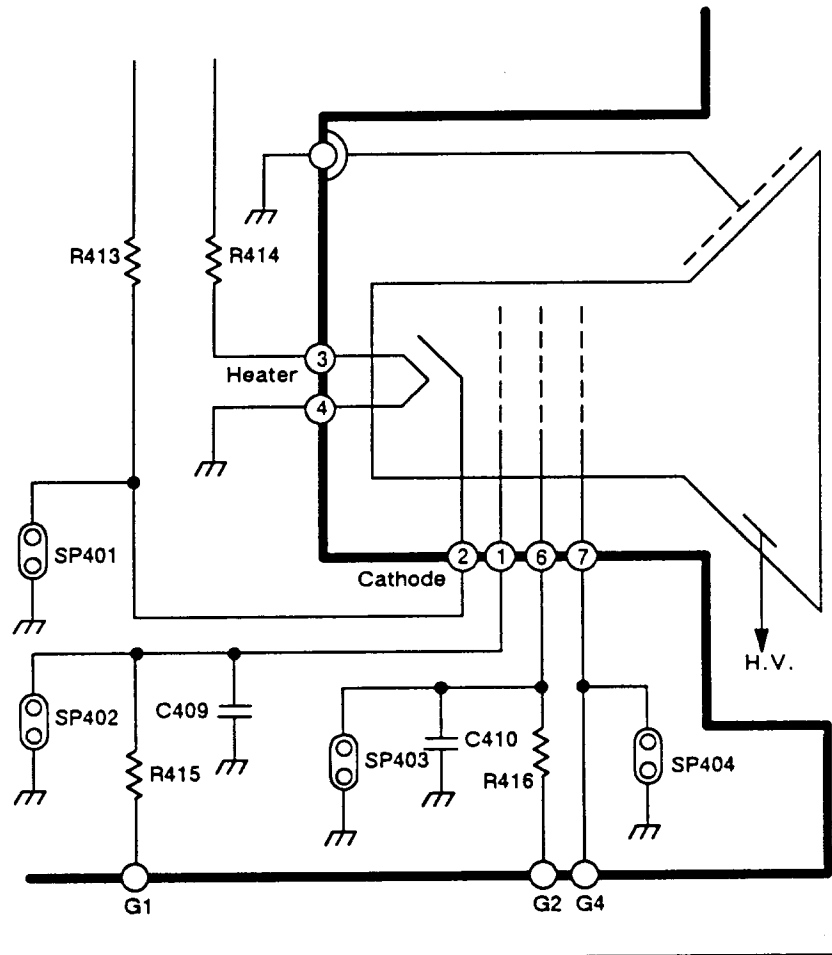 R413
R414
3
Heater
4
SP401
2
1
6
7
Cathode
H.V.
SP402
C409
R415
SP403
C410
R416
SP404
G1
G2
G4